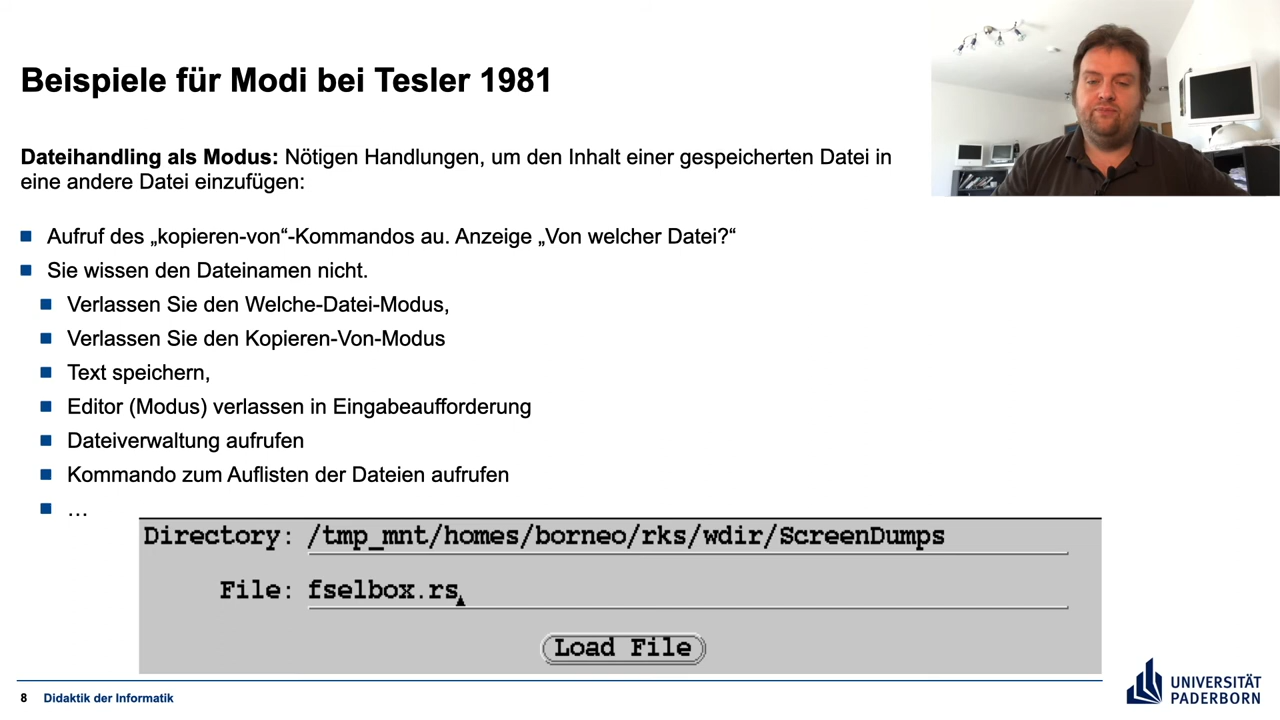 Beispiele für Modi bei Tesler 1981
Dateihandling als Modus: Nötigen Handlungen, um den Inhalt einer gespeicherten Datei in
eine andere Datei einzufügen:
Aufruf des „kopieren-von“-Kommandos au. Anzeige „Von welcher Datei?“
Sie wissen den Dateinamen nicht.
Verlassen Sie den Welche-Datei-Modus,
Verlassen Sie den Kopieren-Von-Modus
Text speichern,
Editor (Modus) verlassen in Eingabeaufforderung
Dateiverwaltung aufrufen
Kommando zum Auflisten der Dateien aufrufen
…
Directory: /tmp_mnt/homes/borneo/rks/wdir/ScreenDumps
File: fselbox.rs
Load File
8 Didaktik der Informatik
UNIVERSITÄT
PADERBORN